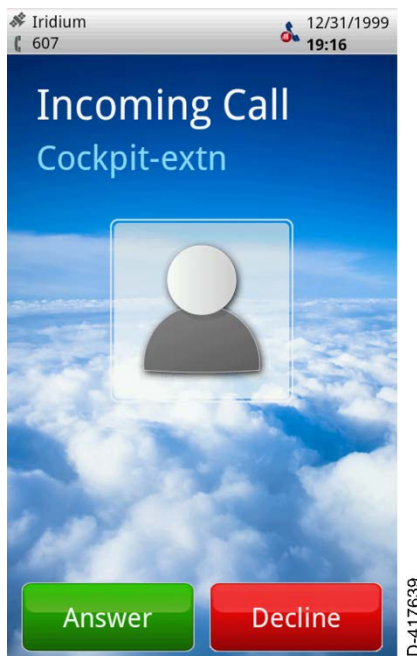 Iridium
12/31/1999
607
19:16
Incoming Call
Cockpit-extn
Answer
Decline
D-417639